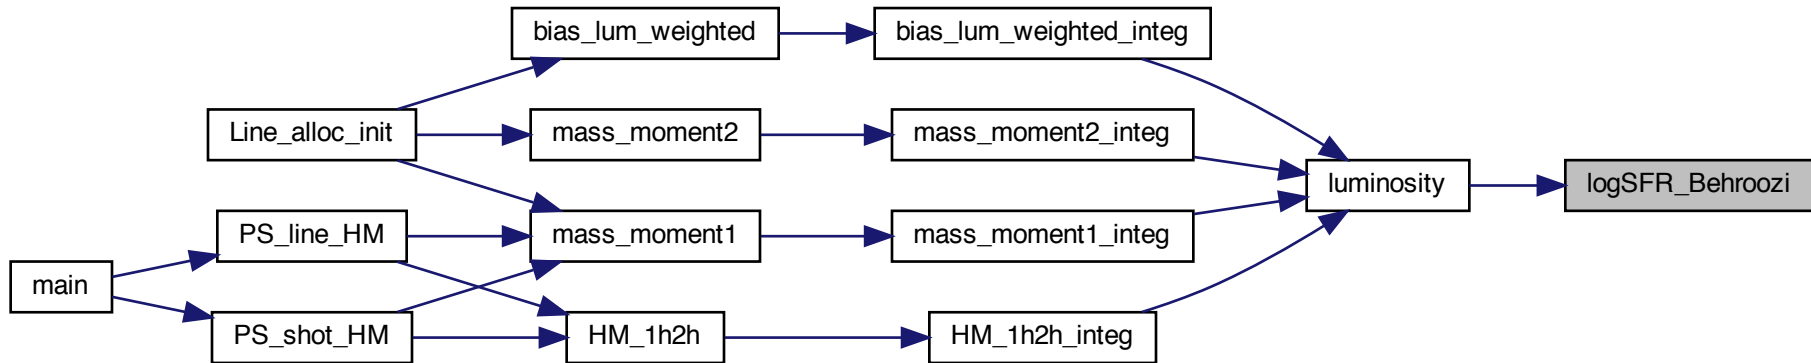 bias_lum_weighted
bias_lum_weighted_integ
Line_alloc_init
mass_moment2
mass_moment2_integ
luminosity
logSFR_Behroozi
PS_line_HM
mass_moment1
mass_moment1_integ
main
PS_shot_HM
HM_1h2h
HM_1h2h_integ